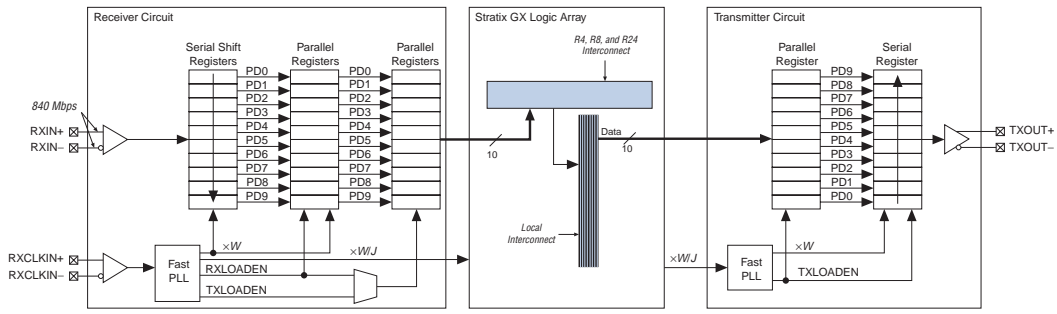 Receiver Circuit
Serial Shift
Registers
Parallel
Registers
Parallel
Registers
PD0
PD1
PD2
PD3
PD4
PD5
PD6
PD7
PD8
PD9
PD0
PD1
PD2
PD3
PD4
PD5
PD6
PD7
PD8
PD9
840 Mbps
RXIN+
RXIN−
10
RXCLKIN+
RXCLKIN−
Fast
PLL
×W
×W/J
RXLOADEN
TXLOADEN
Stratix GX Logic Array
R4, R8, and R24
Interconnect
Data
10
Local
Interconnect
×W/J
Transmitter Circuit
Parallel
Register
Serial
Register
PD9
PD8
PD7
PD6
PD5
PD4
PD3
PD2
PD1
PD0
TXOUT+
TXOUT−
Fast
PLL
×W
TXLOADEN